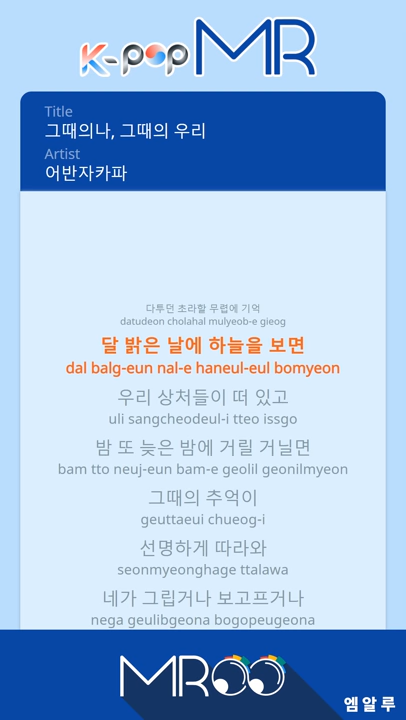 K-pop MR
Title
그때의나, 그때의 우리
Artist
어반자카파
다투던 초라할 무렵에 기억
datudeon cholahal mulyeob-e gieog
달 밝은 날에 하늘을 보면
dal balg-eun nal-e haneul-eul bomyeon
우리 상처들이 떠 있고
uli sangcheodeul-i tteo issgo
밤 또 늦은 밤에 거릴 거닐면
bam tto neuj-eun bam-e geolil geonilmyeon
그때의 추억이
geuttaeui chueog-i
선명하게 따라와
seonmyeonghage ttalawa
네가 그립거나 보고프거나
nega geulibgeona bogopeugeona
MROO
엠알루